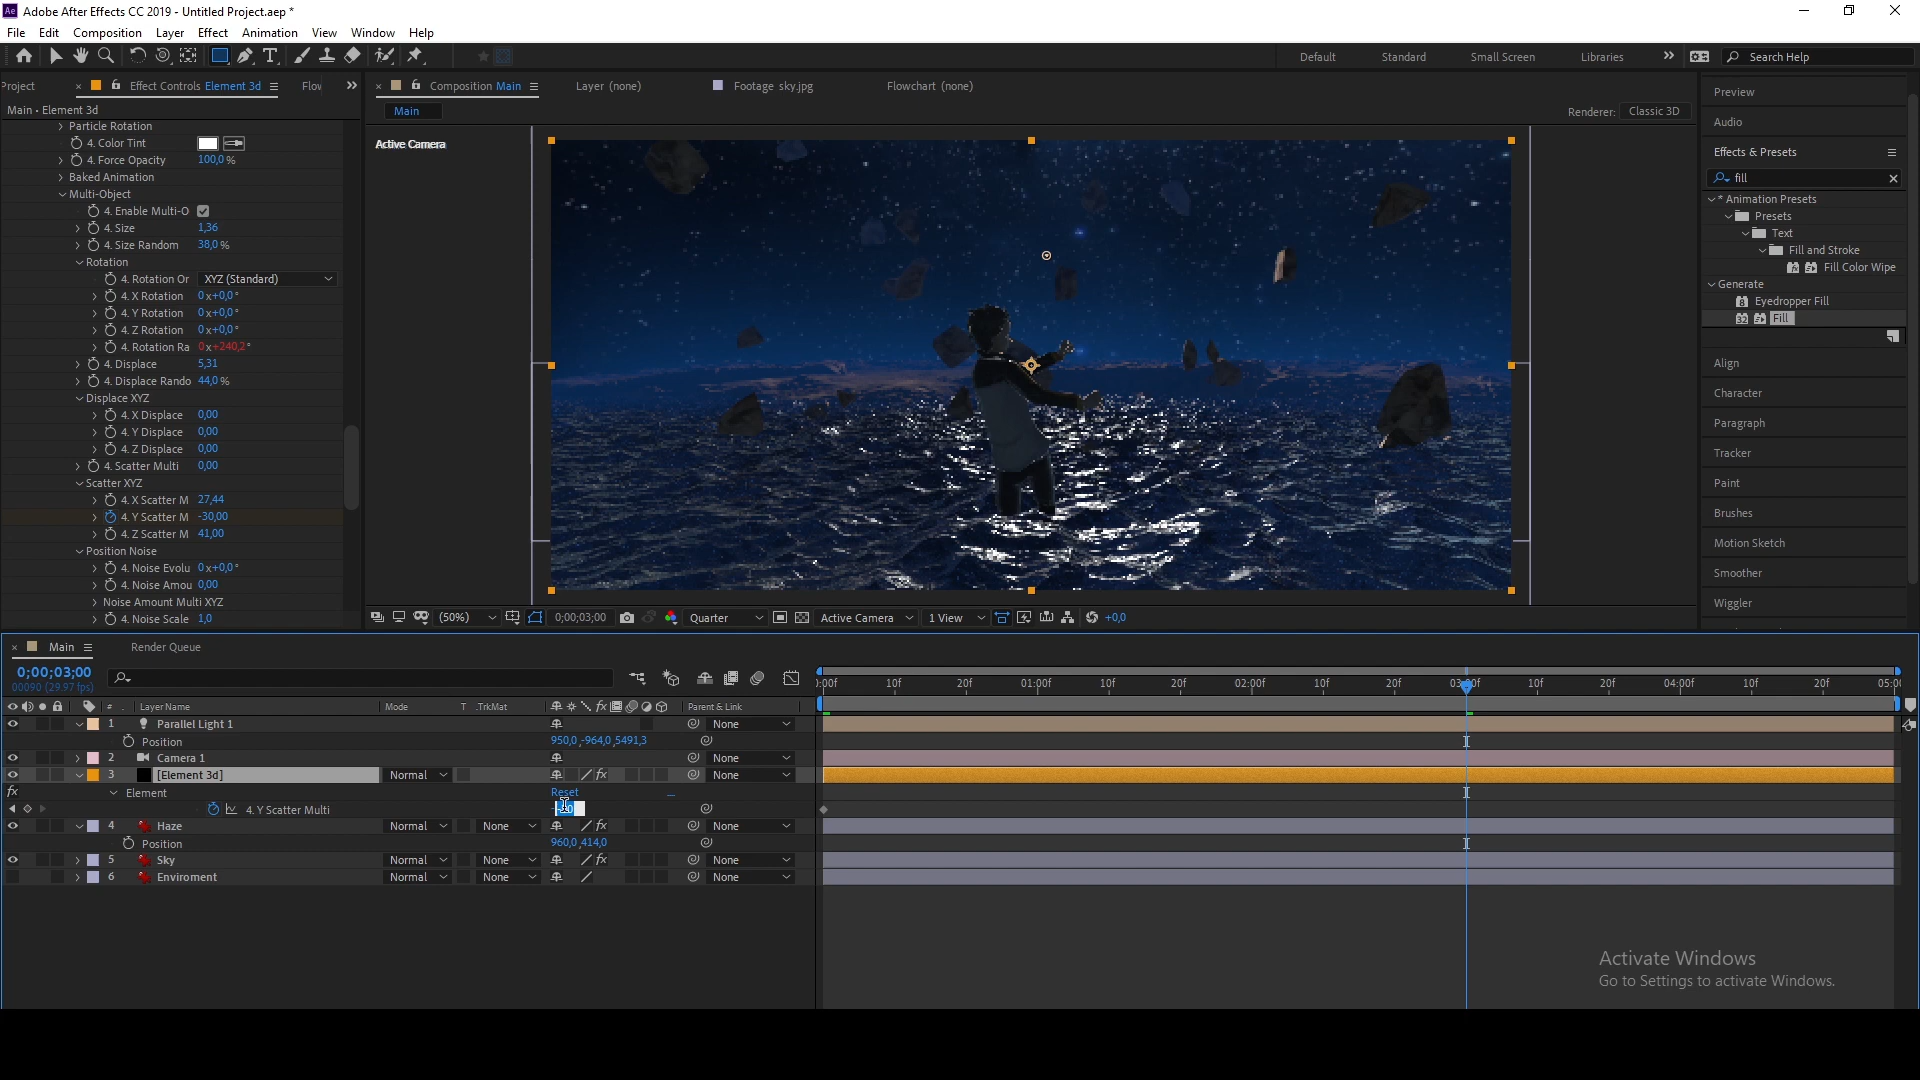 Adobe After Effects CC 2019 - Untitled Project.aep *
File Edit Composition Layer Effect Animation View Window Help
Default Standard Small Screen Libraries Search Help
Project Effect Controls Element 3d Flov
Composition Main Layer (none) Footage sky.jpg Flowchart (none)
Main • Element 3d
Main
Renderer: Classic 3D
Active Camera
Particle Rotation
4. Color Tint
4. Force Opacity 100,0 %
Baked Animation
Multi-Object
4. Enable Multi-O
4. Size 1,36
4. Size Random 38,0 %
Rotation
4. Rotation Or XYZ (Standard)
4. X Rotation 0x+0,0°
4. Y Rotation 0x+0,0°
4. Z Rotation 0x+0,0°
4. Rotation Ra 0x+240,2°
4. Displace 5,31
4. Displace Rando 44,0 %
Displace XYZ
4. X Displace 0,00
4. Y Displace 0,00
4. Z Displace 0,00
4. Scatter Multi 0,00
Scatter XYZ
4. X Scatter M 27,44
4. Y Scatter M -30,00
4. Z Scatter M 41,00
Position Noise
4. Noise Evolu 0x+0,0°
4. Noise Amou 0,00
Noise Amount Multi XYZ
4. Noise Scale 1,0
(50%) 0;00;03;00 Quarter Active Camera 1 View +0,0
Preview
Audio
Effects & Presets
fill
* Animation Presets
Presets
Text
Fill and Stroke
Fill Color Wipe
Generate
Eyedropper Fill
Fill
Align
Character
Paragraph
Tracker
Paint
Brushes
Motion Sketch
Smoother
Wiggler
Main Render Queue
0;00;03;00
00090 (29.97 fps)
:00f 10f 20f 01:00f 10f 20f 02:00f 10f 20f 03:00f 10f 20f 04:00f 10f 20f 05:00
# Layer Name Mode T .TrkMat Parent & Link
1 Parallel Light 1 None
Position 950,0,-964,0,5491,3
2 Camera 1 None
3 [Element 3d] Normal None
Element Reset
4. Y Scatter Multi
4 Haze Normal None None
Position 960,0,414,0
5 Sky Normal None None
6 Enviroment Normal None None
Activate Windows
Go to Settings to activate Windows.